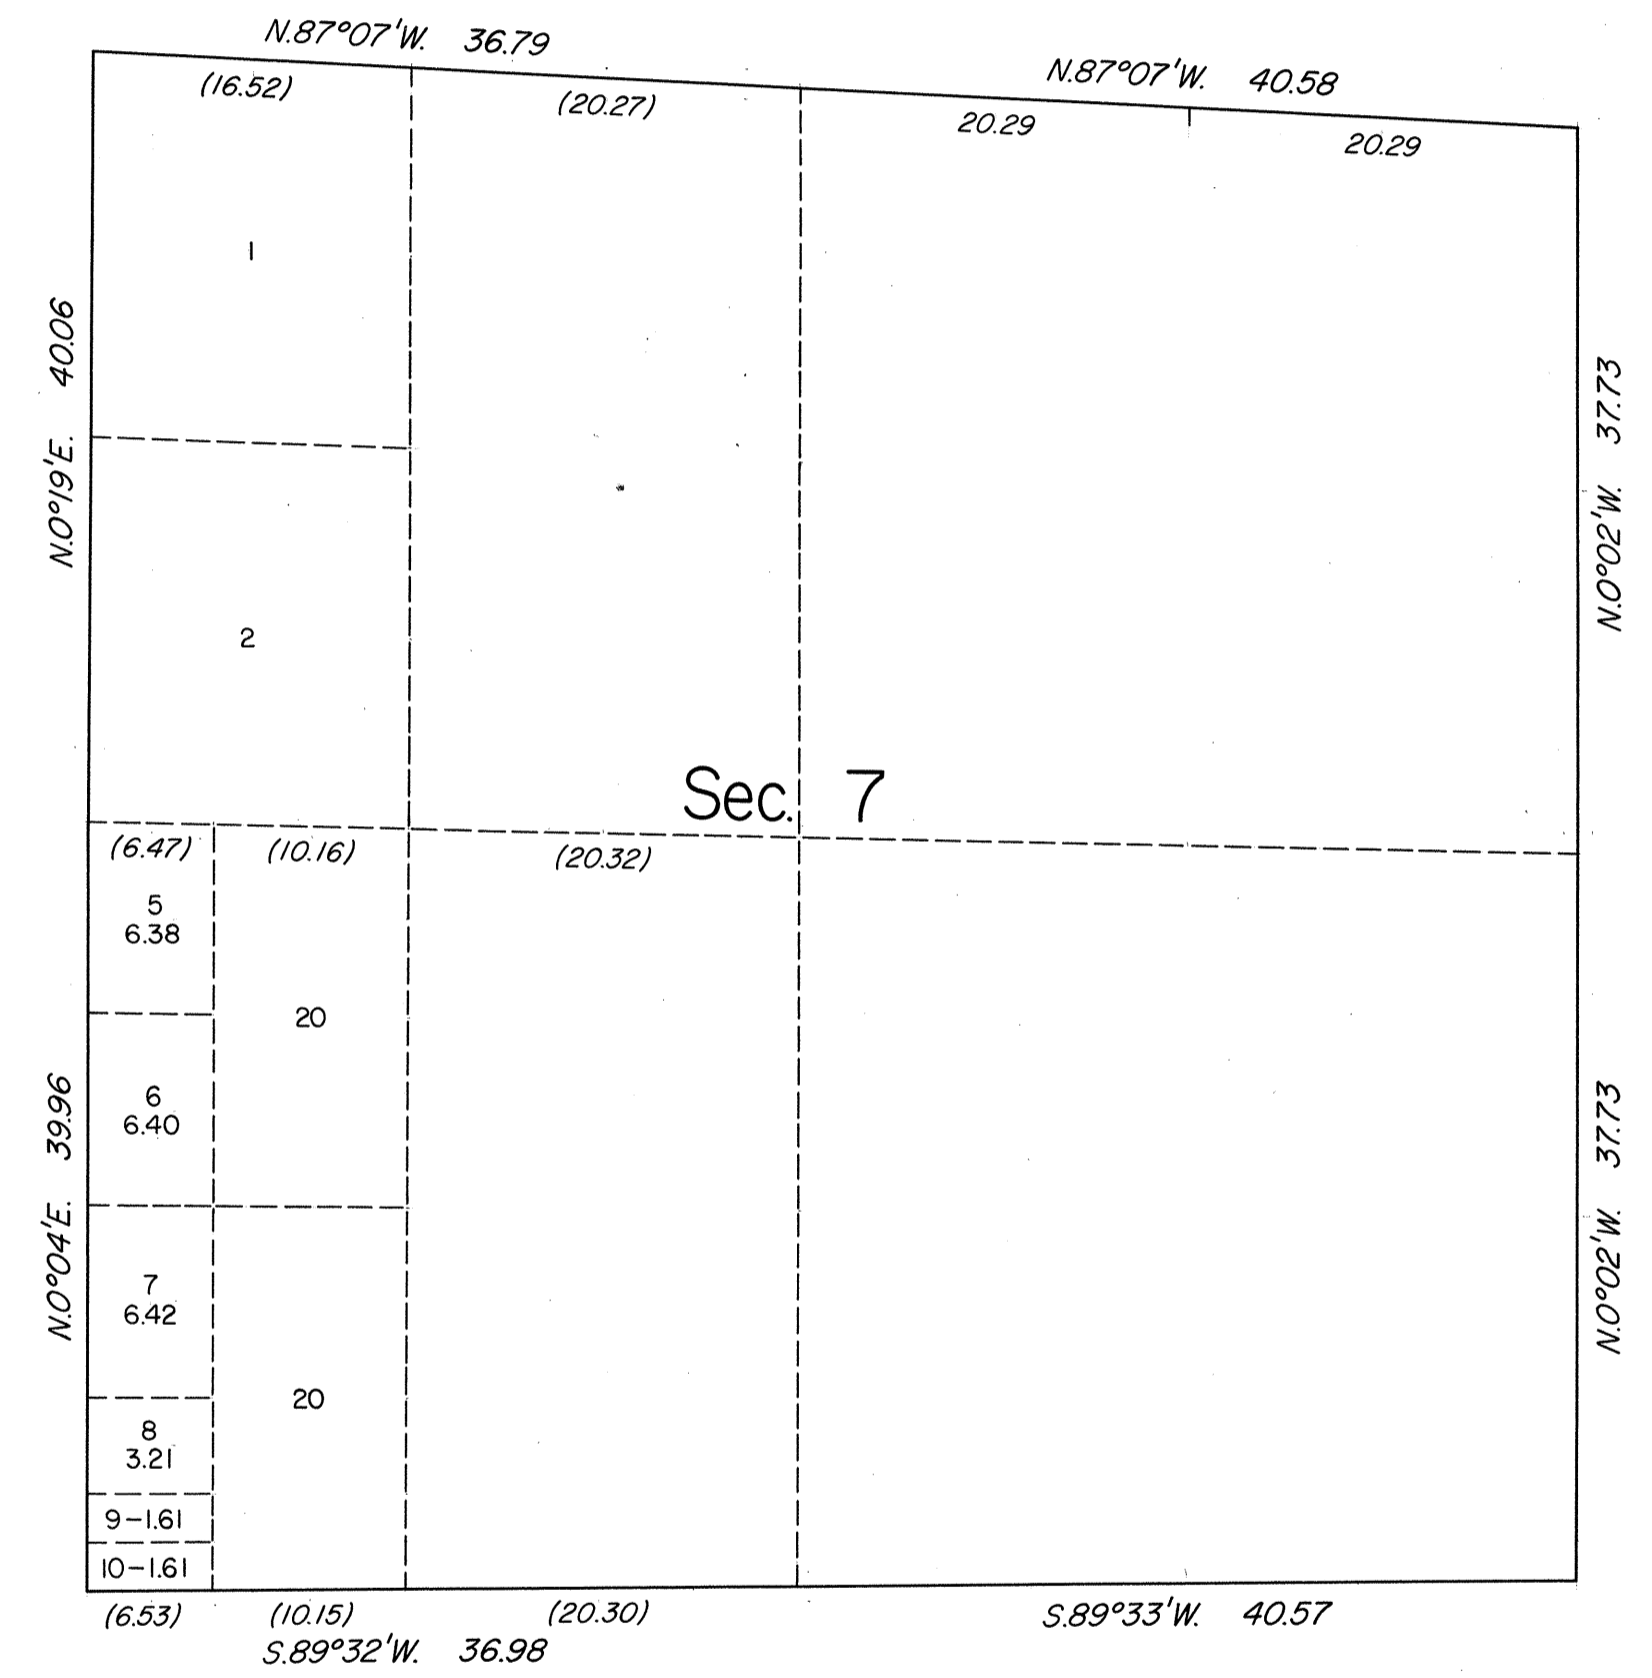 N.87°07'W. 36.79
N.87°07'W. 40.58
(16.52)
(20.27)
20.29
20.29
1
N.0°19'E. 40.06
N.0°02'W. 37.73
2
Sec. 7
(6.47)
(10.16)
(20.32)
5
6.38
20
6
6.40
N.0°04'E. 39.96
N.0°02'W. 37.73
7
6.42
20
8
3.21
9-1.61
10-1.61
(6.53)
(10.15)
(20.30)
S.89°33'W. 40.57
S.89°32'W. 36.98